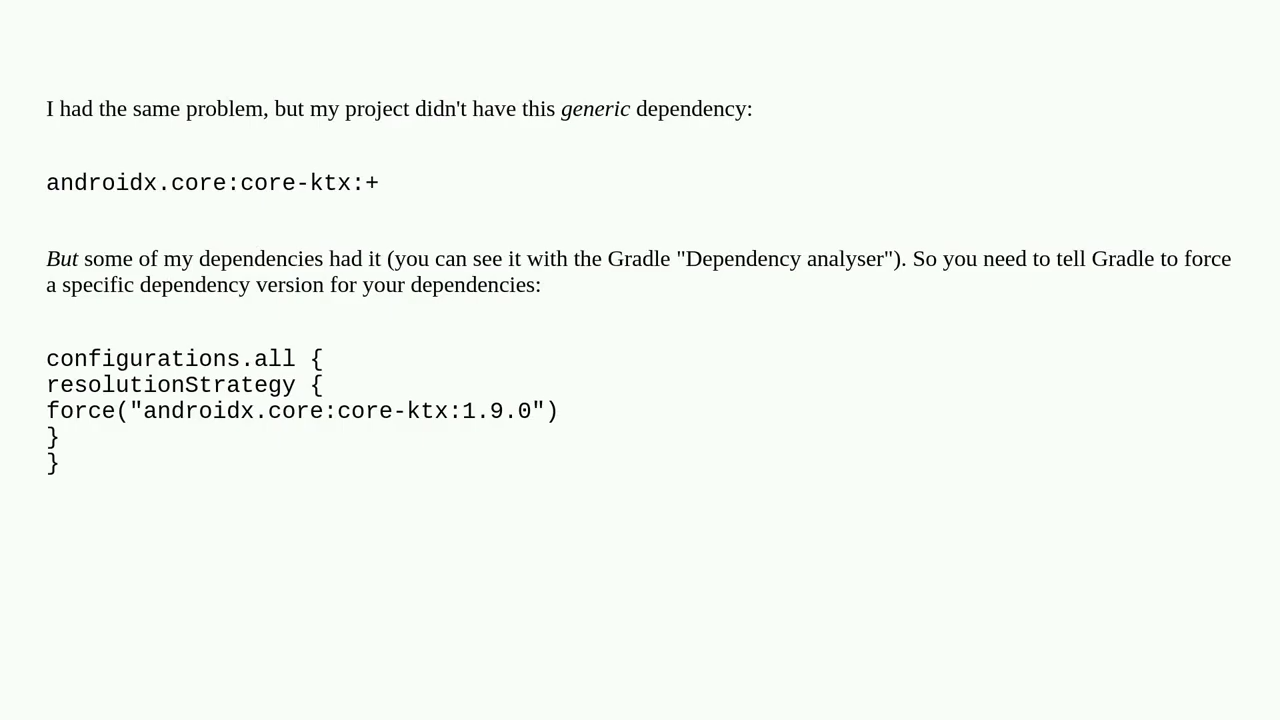 I had the same problem, but my project didn't have this generic dependency:
androidx.core:core-ktx:+
But some of my dependencies had it (you can see it with the Gradle "Dependency analyser"). So you need to tell Gradle to force
a specific dependency version for your dependencies:
configurations.all {
resolutionStrategy {
force("androidx.core:core-ktx:1.9.0")
}
}